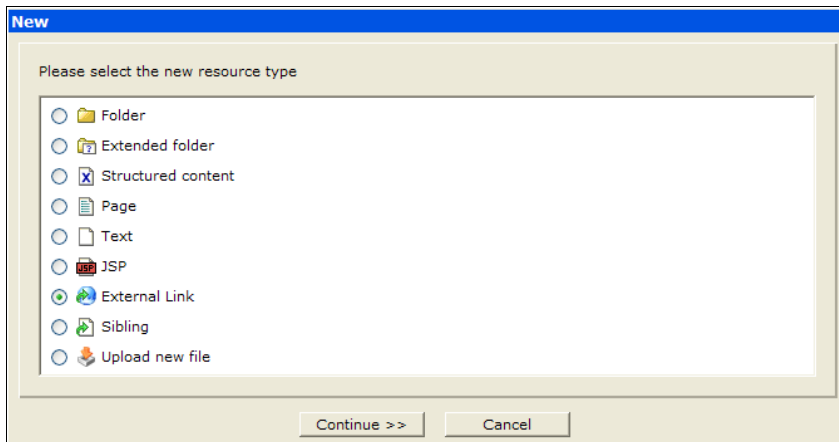 New
Please select the new resource type
Folder
Extended folder
Structured content
Page
Text
JSP
External Link
Sibling
Upload new file
Continue >> Cancel